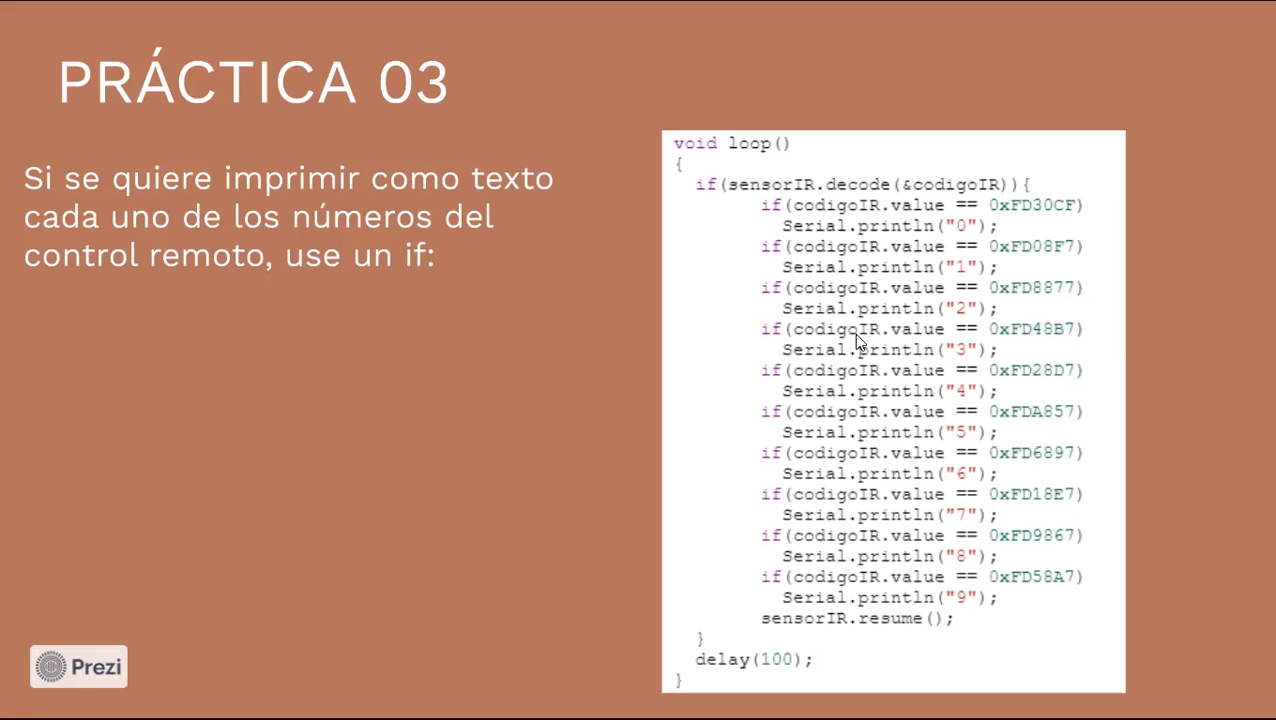 PRÁCTICA 03
Si se quiere imprimir como texto
cada uno de los números del
control remoto, use un if:
void loop()
{
if(sensorIR.decode(&codigoIR)){
if(codigoIR.value == 0xFD30CF)
Serial.println("0");
if(codigoIR.value == 0xFD08F7)
Serial.println("1");
if(codigoIR.value == 0xFD8877)
Serial.println("2");
if(codigoIR.value == 0xFD48B7)
Serial.println("3");
if(codigoIR.value == 0xFD28D7)
Serial.println("4");
if(codigoIR.value == 0xFDA857)
Serial.println("5");
if(codigoIR.value == 0xFD6897)
Serial.println("6");
if(codigoIR.value == 0xFD18E7)
Serial.println("7");
if(codigoIR.value == 0xFD9867)
Serial.println("8");
if(codigoIR.value == 0xFD58A7)
Serial.println("9");
sensorIR.resume();
}
delay(100);
}
Prezi